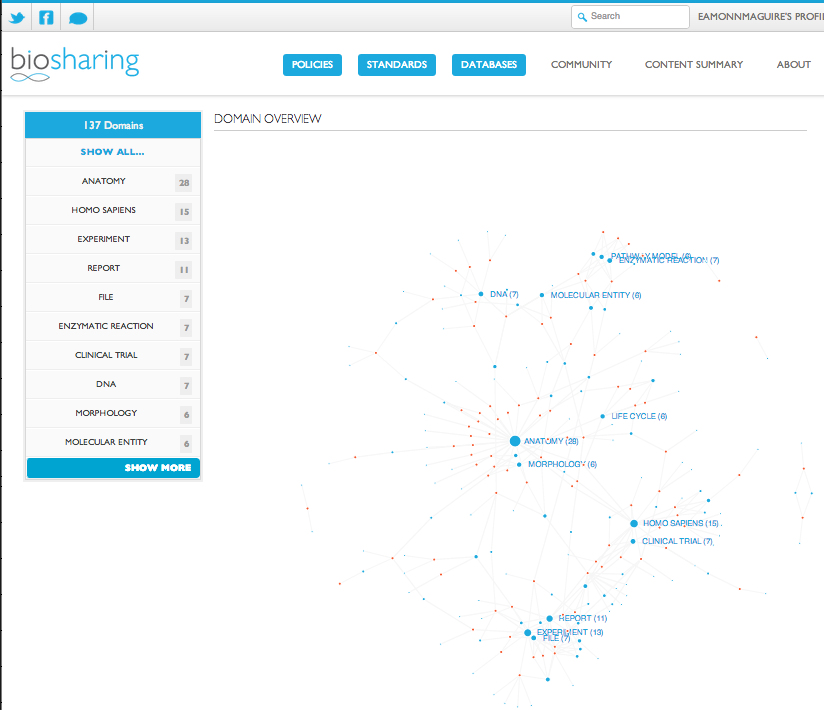 Search
EAMONNMAGUIRE'S PROFI
biosharing
POLICIES
STANDARDS
DATABASES
COMMUNITY
CONTENT SUMMARY
ABOUT
137 Domains
SHOW ALL...
ANATOMY 28
HOMO SAPIENS 15
EXPERIMENT 13
REPORT 11
FILE 7
ENZYMATIC REACTION 7
CLINICAL TRIAL 7
DNA 7
MORPHOLOGY 6
MOLECULAR ENTITY 6
SHOW MORE
DOMAIN OVERVIEW
PATHWAY MODEL (6)
ENZYMATIC REACTION (7)
DNA (7)
MOLECULAR ENTITY (6)
LIFE CYCLE (6)
ANATOMY (28)
MORPHOLOGY (6)
HOMO SAPIENS (15)
CLINICAL TRIAL (7)
REPORT (11)
EXPERIMENT (13)
FILE (7)